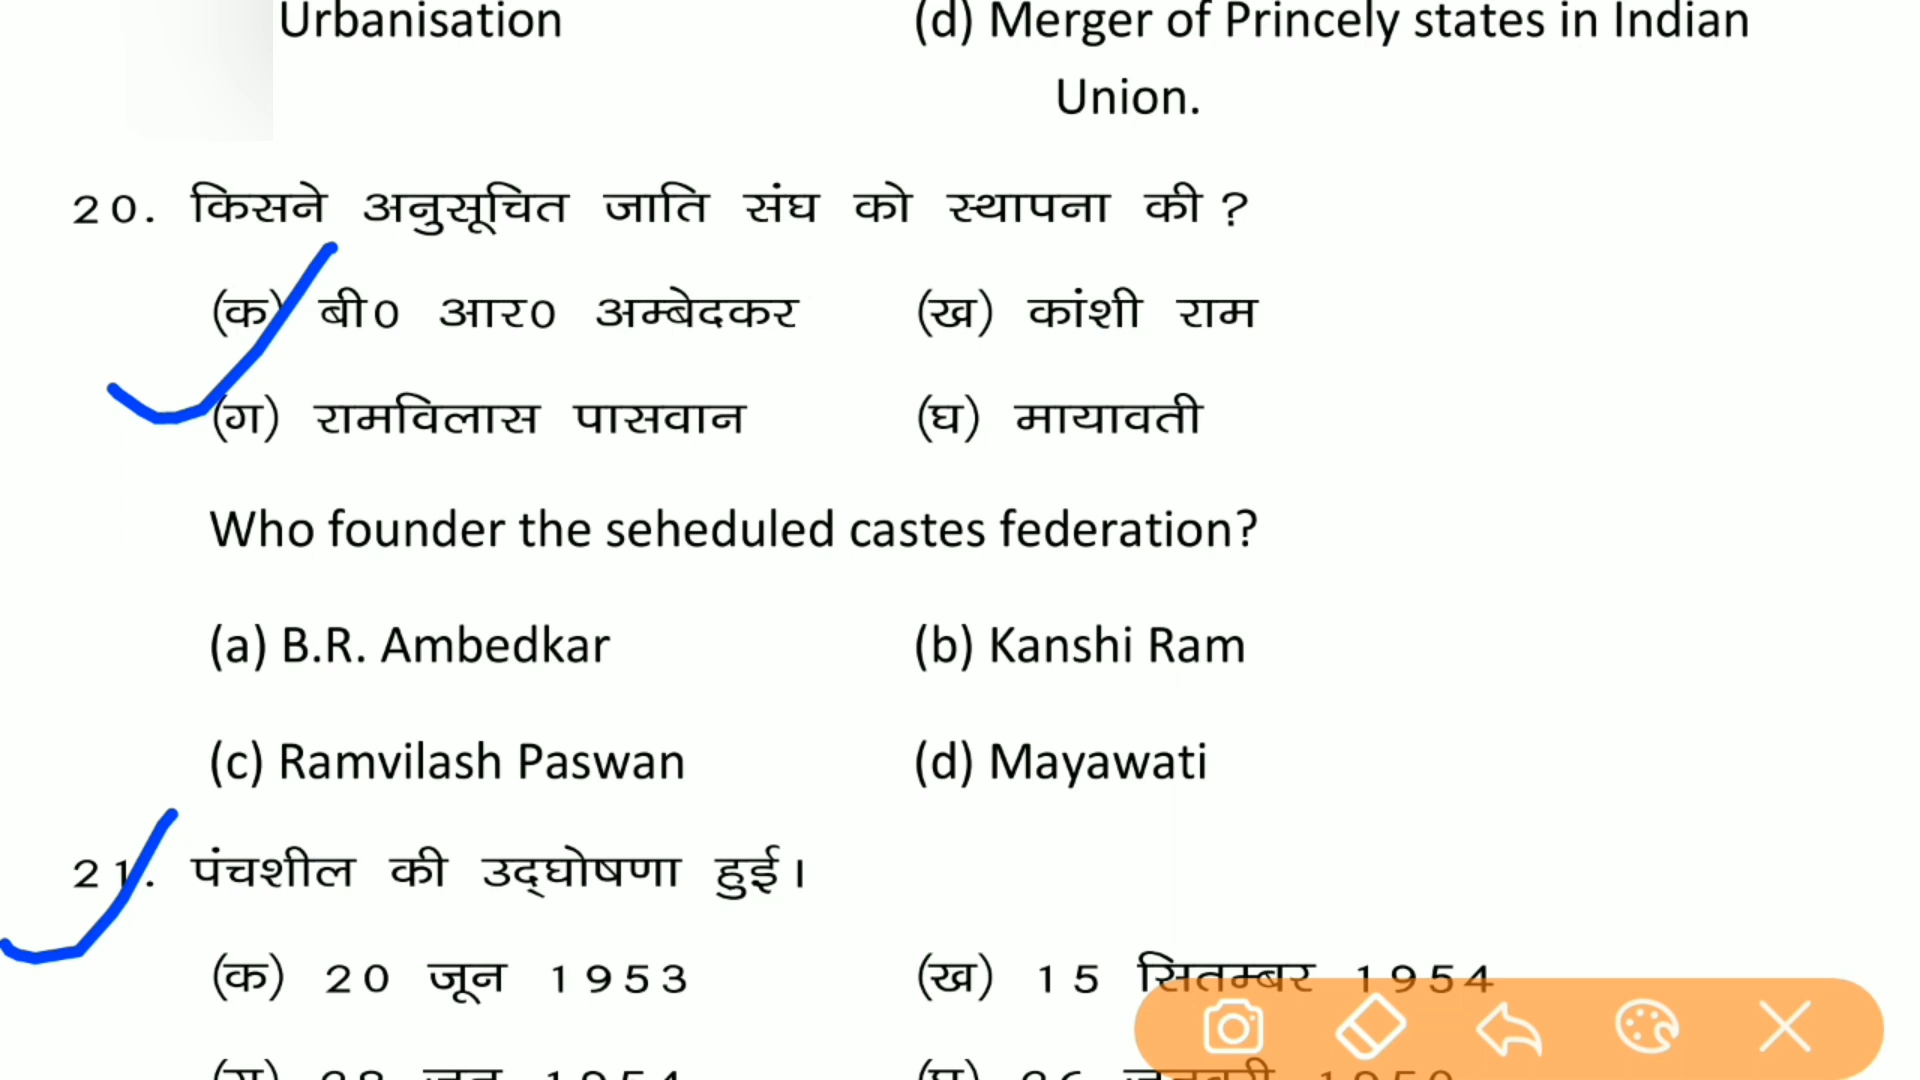 Urbanisation (d) Merger of Princely states in Indian
Union.
20. किसने अनुसूचित जाति संघ को स्थापना की ?
(क) बी0 आर0 अम्बेदकर (ख) कांशी राम
(ग) रामविलास पासवान (घ) मायावती
Who founder the seheduled castes federation?
(a) B.R. Ambedkar (b) Kanshi Ram
(c) Ramvilash Paswan (d) Mayawati
21. पंचशील की उद्घोषणा हुई।
(क) 20 जून 1953 (ख) 15 सितम्बर 1954